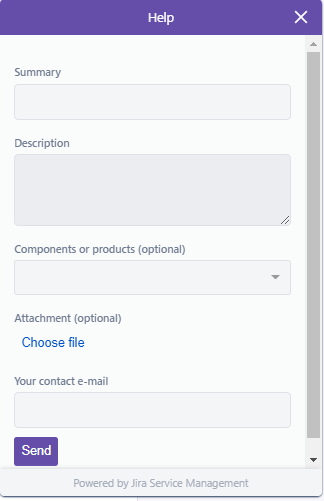 Help
Summary
Description
Components or products (optional)
Attachment (optional)
Choose file
Your contact e-mail
Send
Powered by Jira Service Management